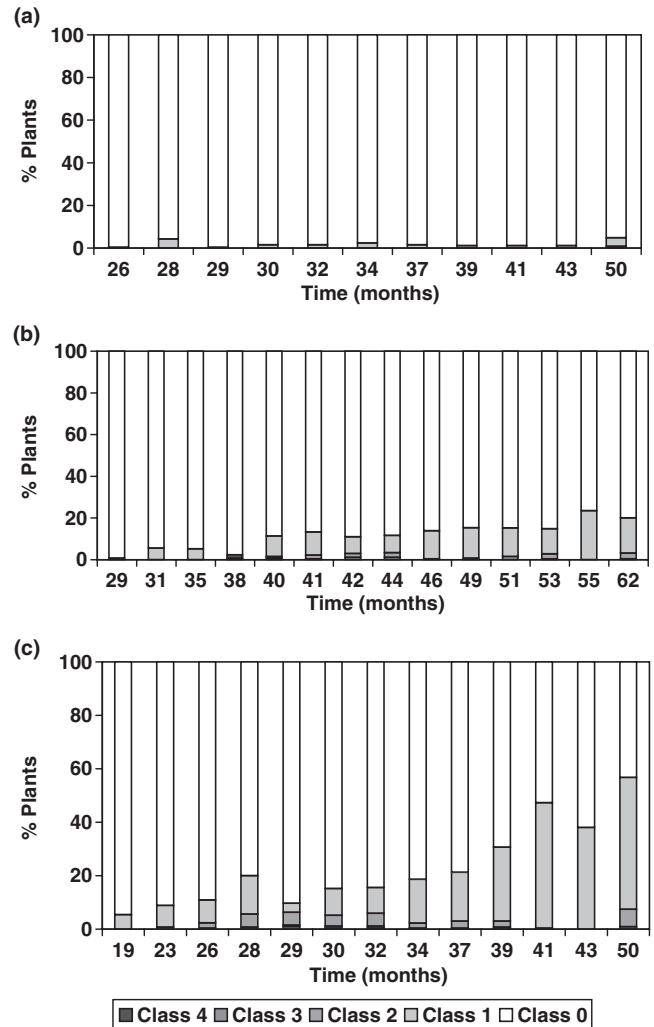 (a)
100
80
60
40
20
0
% Plants
26 28 29 30 32 34 37 39 41 43 50
Time (months)
(b)
100
80
60
40
20
0
% Plants
29 31 35 38 40 41 42 44 46 49 51 53 55 62
Time (months)
(c)
100
80
60
40
20
0
% Plants
19 23 26 28 29 30 32 34 37 39 41 43 50
Time (months)
Class 4 Class 3 Class 2 Class 1 Class 0